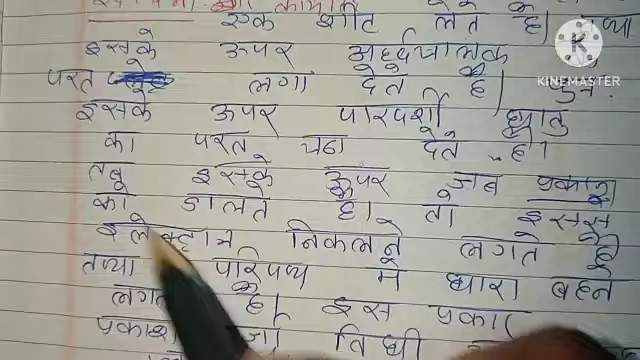 एक शीट लेते है। तथा
इसके ऊपर अर्द्धचालक
परत लगा देते है। पुनः
इसके ऊपर पारदर्शी धातु
का परत चढा देते है।
तबू इसके ऊपर जब प्रकाश
को डालते है। तो इससे
इलेक्ट्रान निकलने लगते है
तथा परिपथ में धारा बहने
लगते है। इस प्रकार
प्रकाश विधी
KINEMASTER